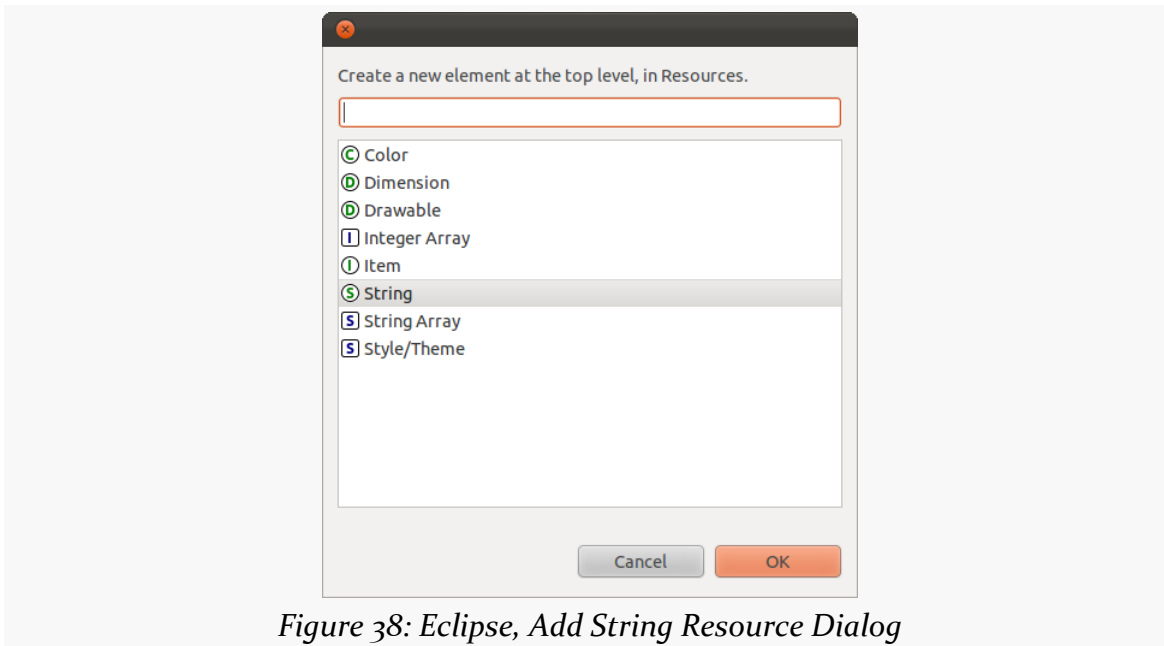 Create a new element at the top level, in Resources.
C Color
D Dimension
D Drawable
I Integer Array
I Item
S String
S String Array
S Style/Theme
Cancel OK
Figure 38: Eclipse, Add String Resource Dialog